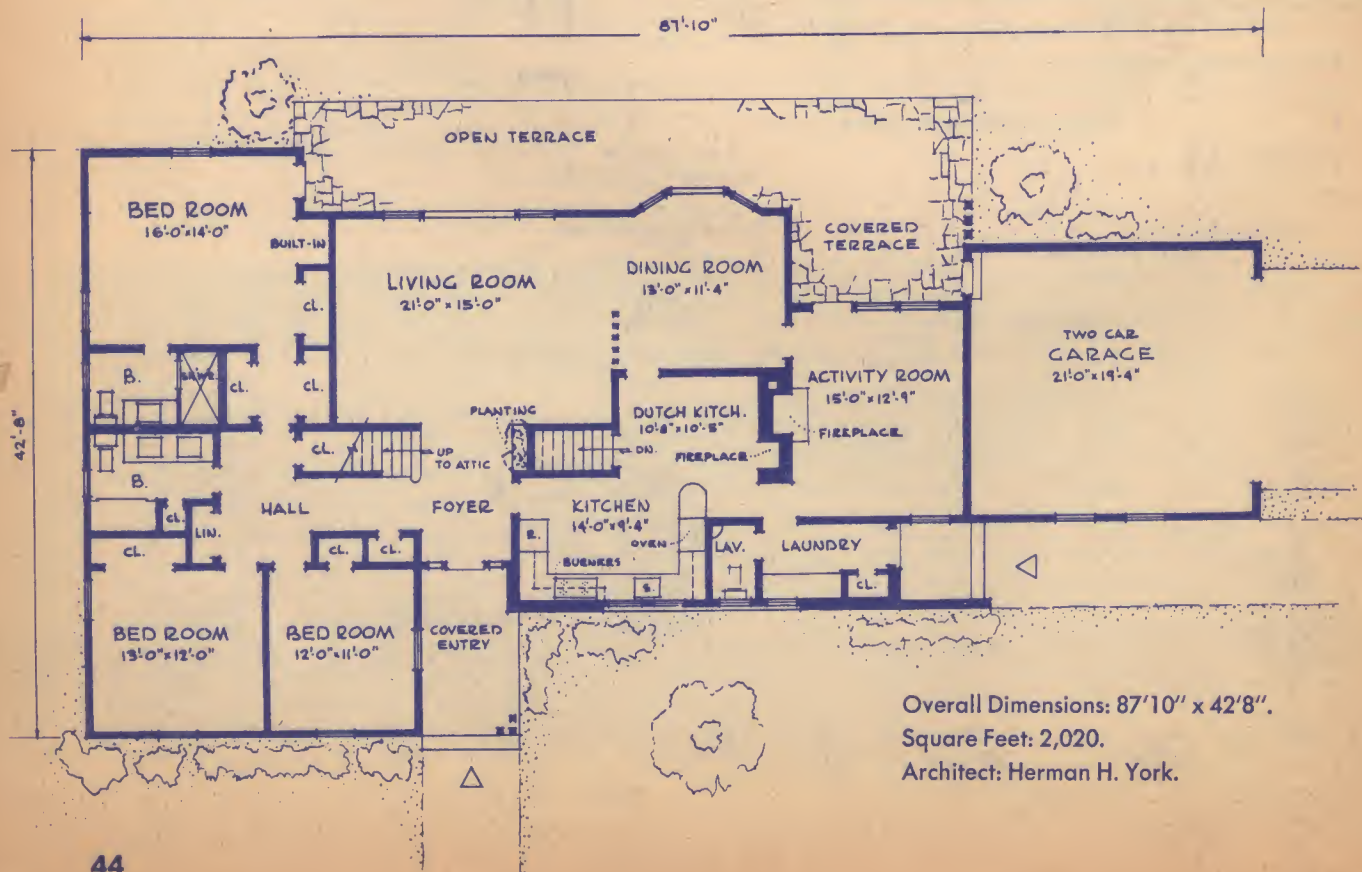 87'-10"
OPEN TERRACE
BED ROOM
16'-0"x14'-0"
BUILT-IN
COVERED
TERRACE
LIVING ROOM
21'-0" x 15'-0"
DINING ROOM
13'-0" x 11'-4"
CL.
TWO CAR
GARAGE
21'-0"x19'-4"
B.
SHWR.
CL.
CL.
ACTIVITY ROOM
15'-0"x12'-9"
42'-8"
PLANTING
DUTCH KITCH.
10'-8"x10'-5"
FIREPLACE
CL.
UP
TO ATTIC
DN.
FIREPLACE
B.
HALL
FOYER
KITCHEN
14'-0"x9'-4"
CL.
LIN.
R.
OVEN
LAV.
LAUNDRY
CL.
CL.
CL.
BURNERS
S.
CL.
BED ROOM
13'-0"x12'-0"
BED ROOM
12'-0"x11'-0"
COVERED
ENTRY
Overall Dimensions: 87'10" x 42'8".
Square Feet: 2,020.
Architect: Herman H. York.
44